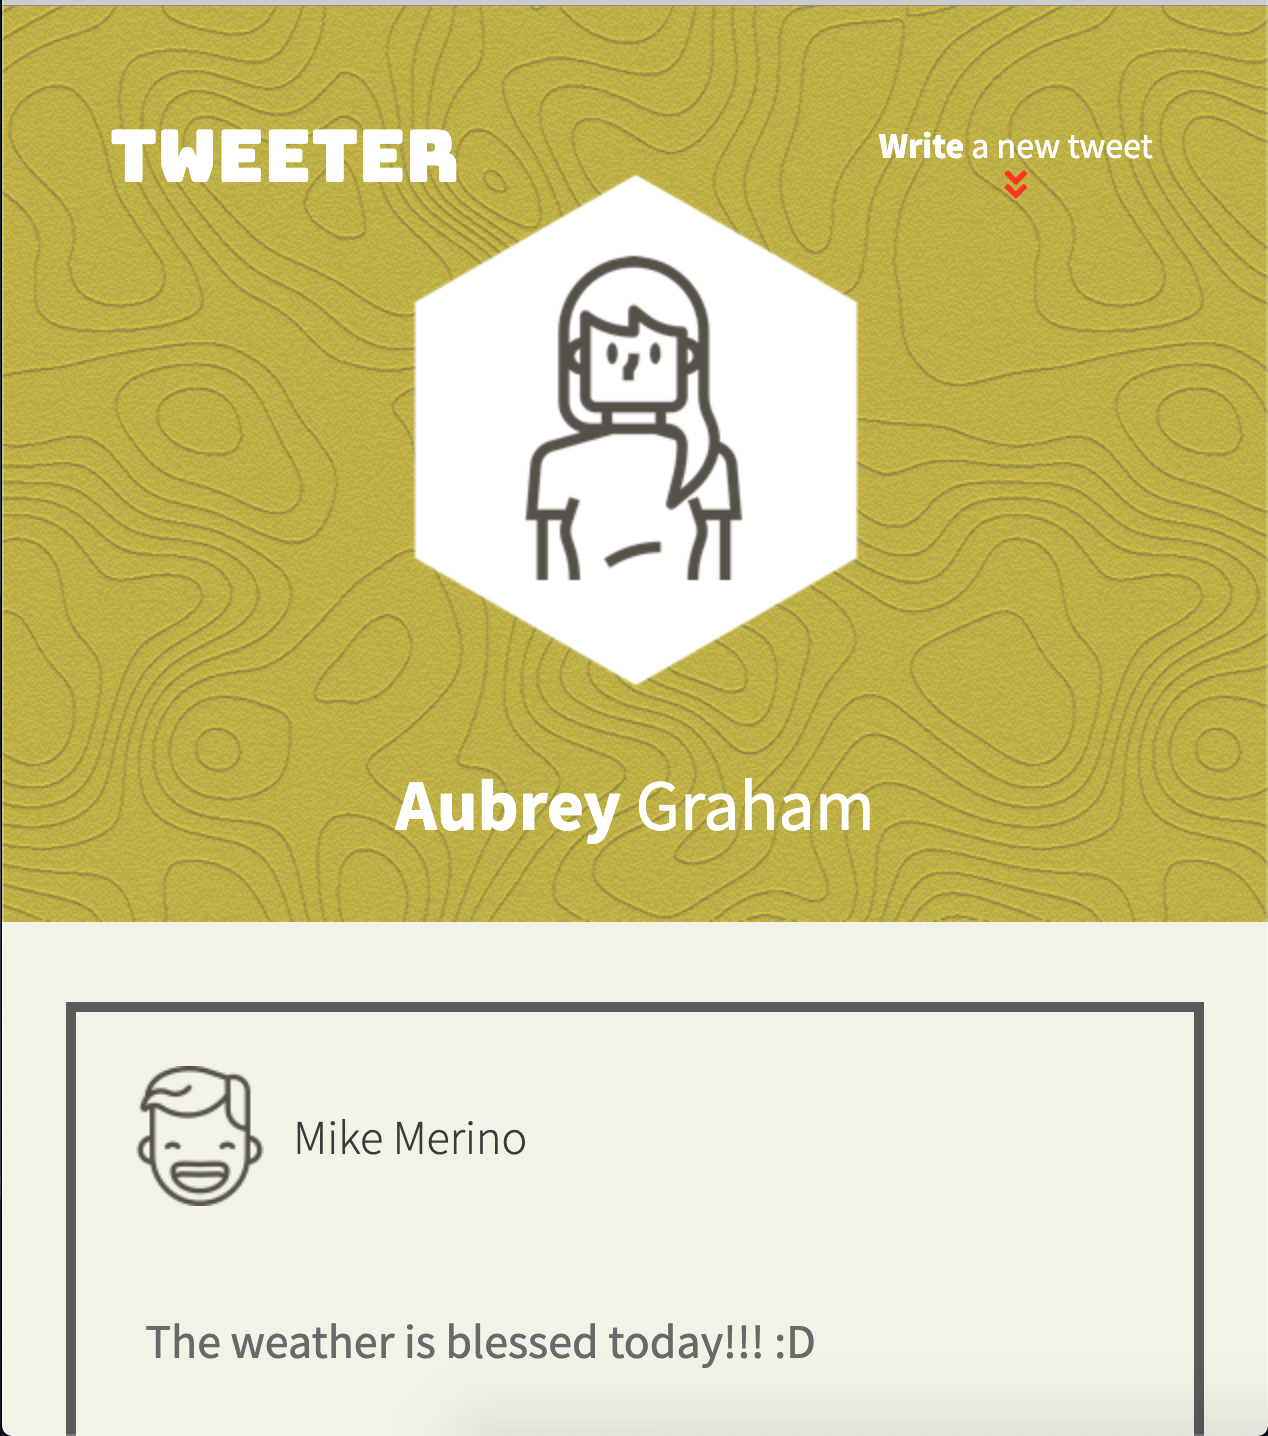 TWEETER
Write a new tweet
Aubrey Graham
Mike Merino
The weather is blessed today!!! :D